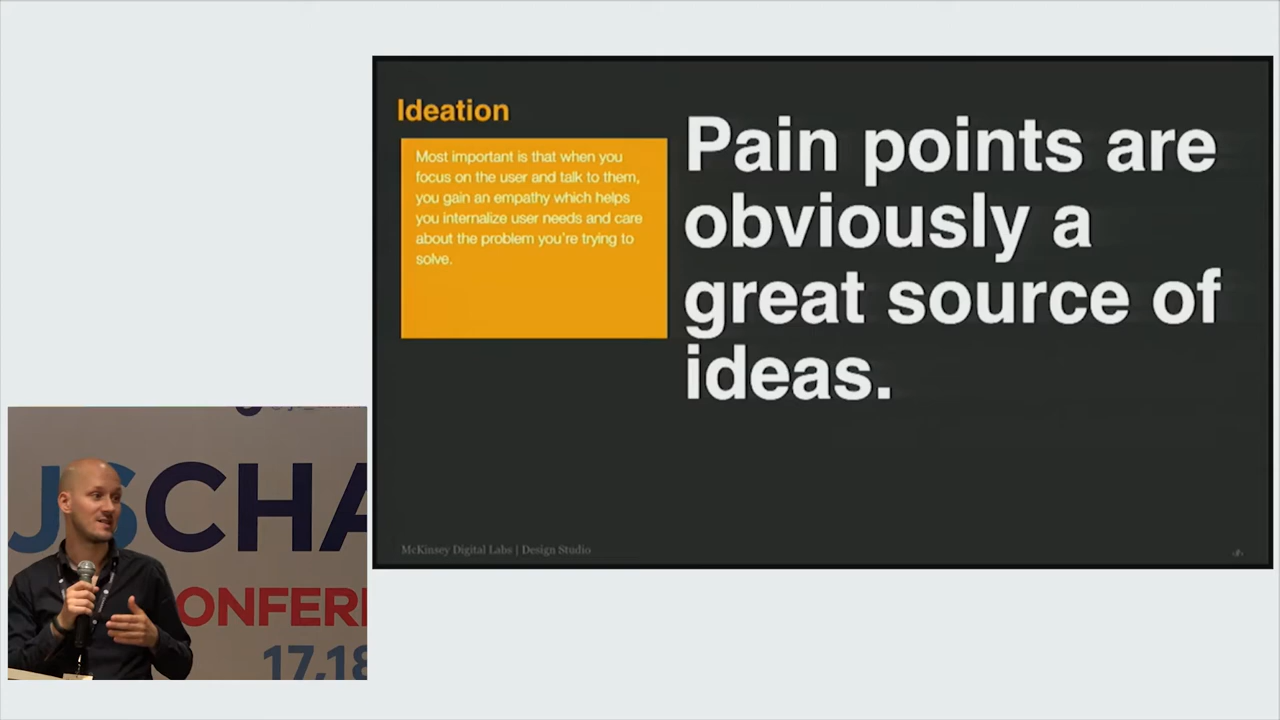 Ideation
Most important is that when you
focus on the user and talk to them,
you gain an empathy which helps
you internalize user needs and care
about the problem you're trying to
solve.
Pain points are
obviously a
great source of
ideas.
McKinsey Digital Labs | Design Studio
JSCHA
ONFER
17,18